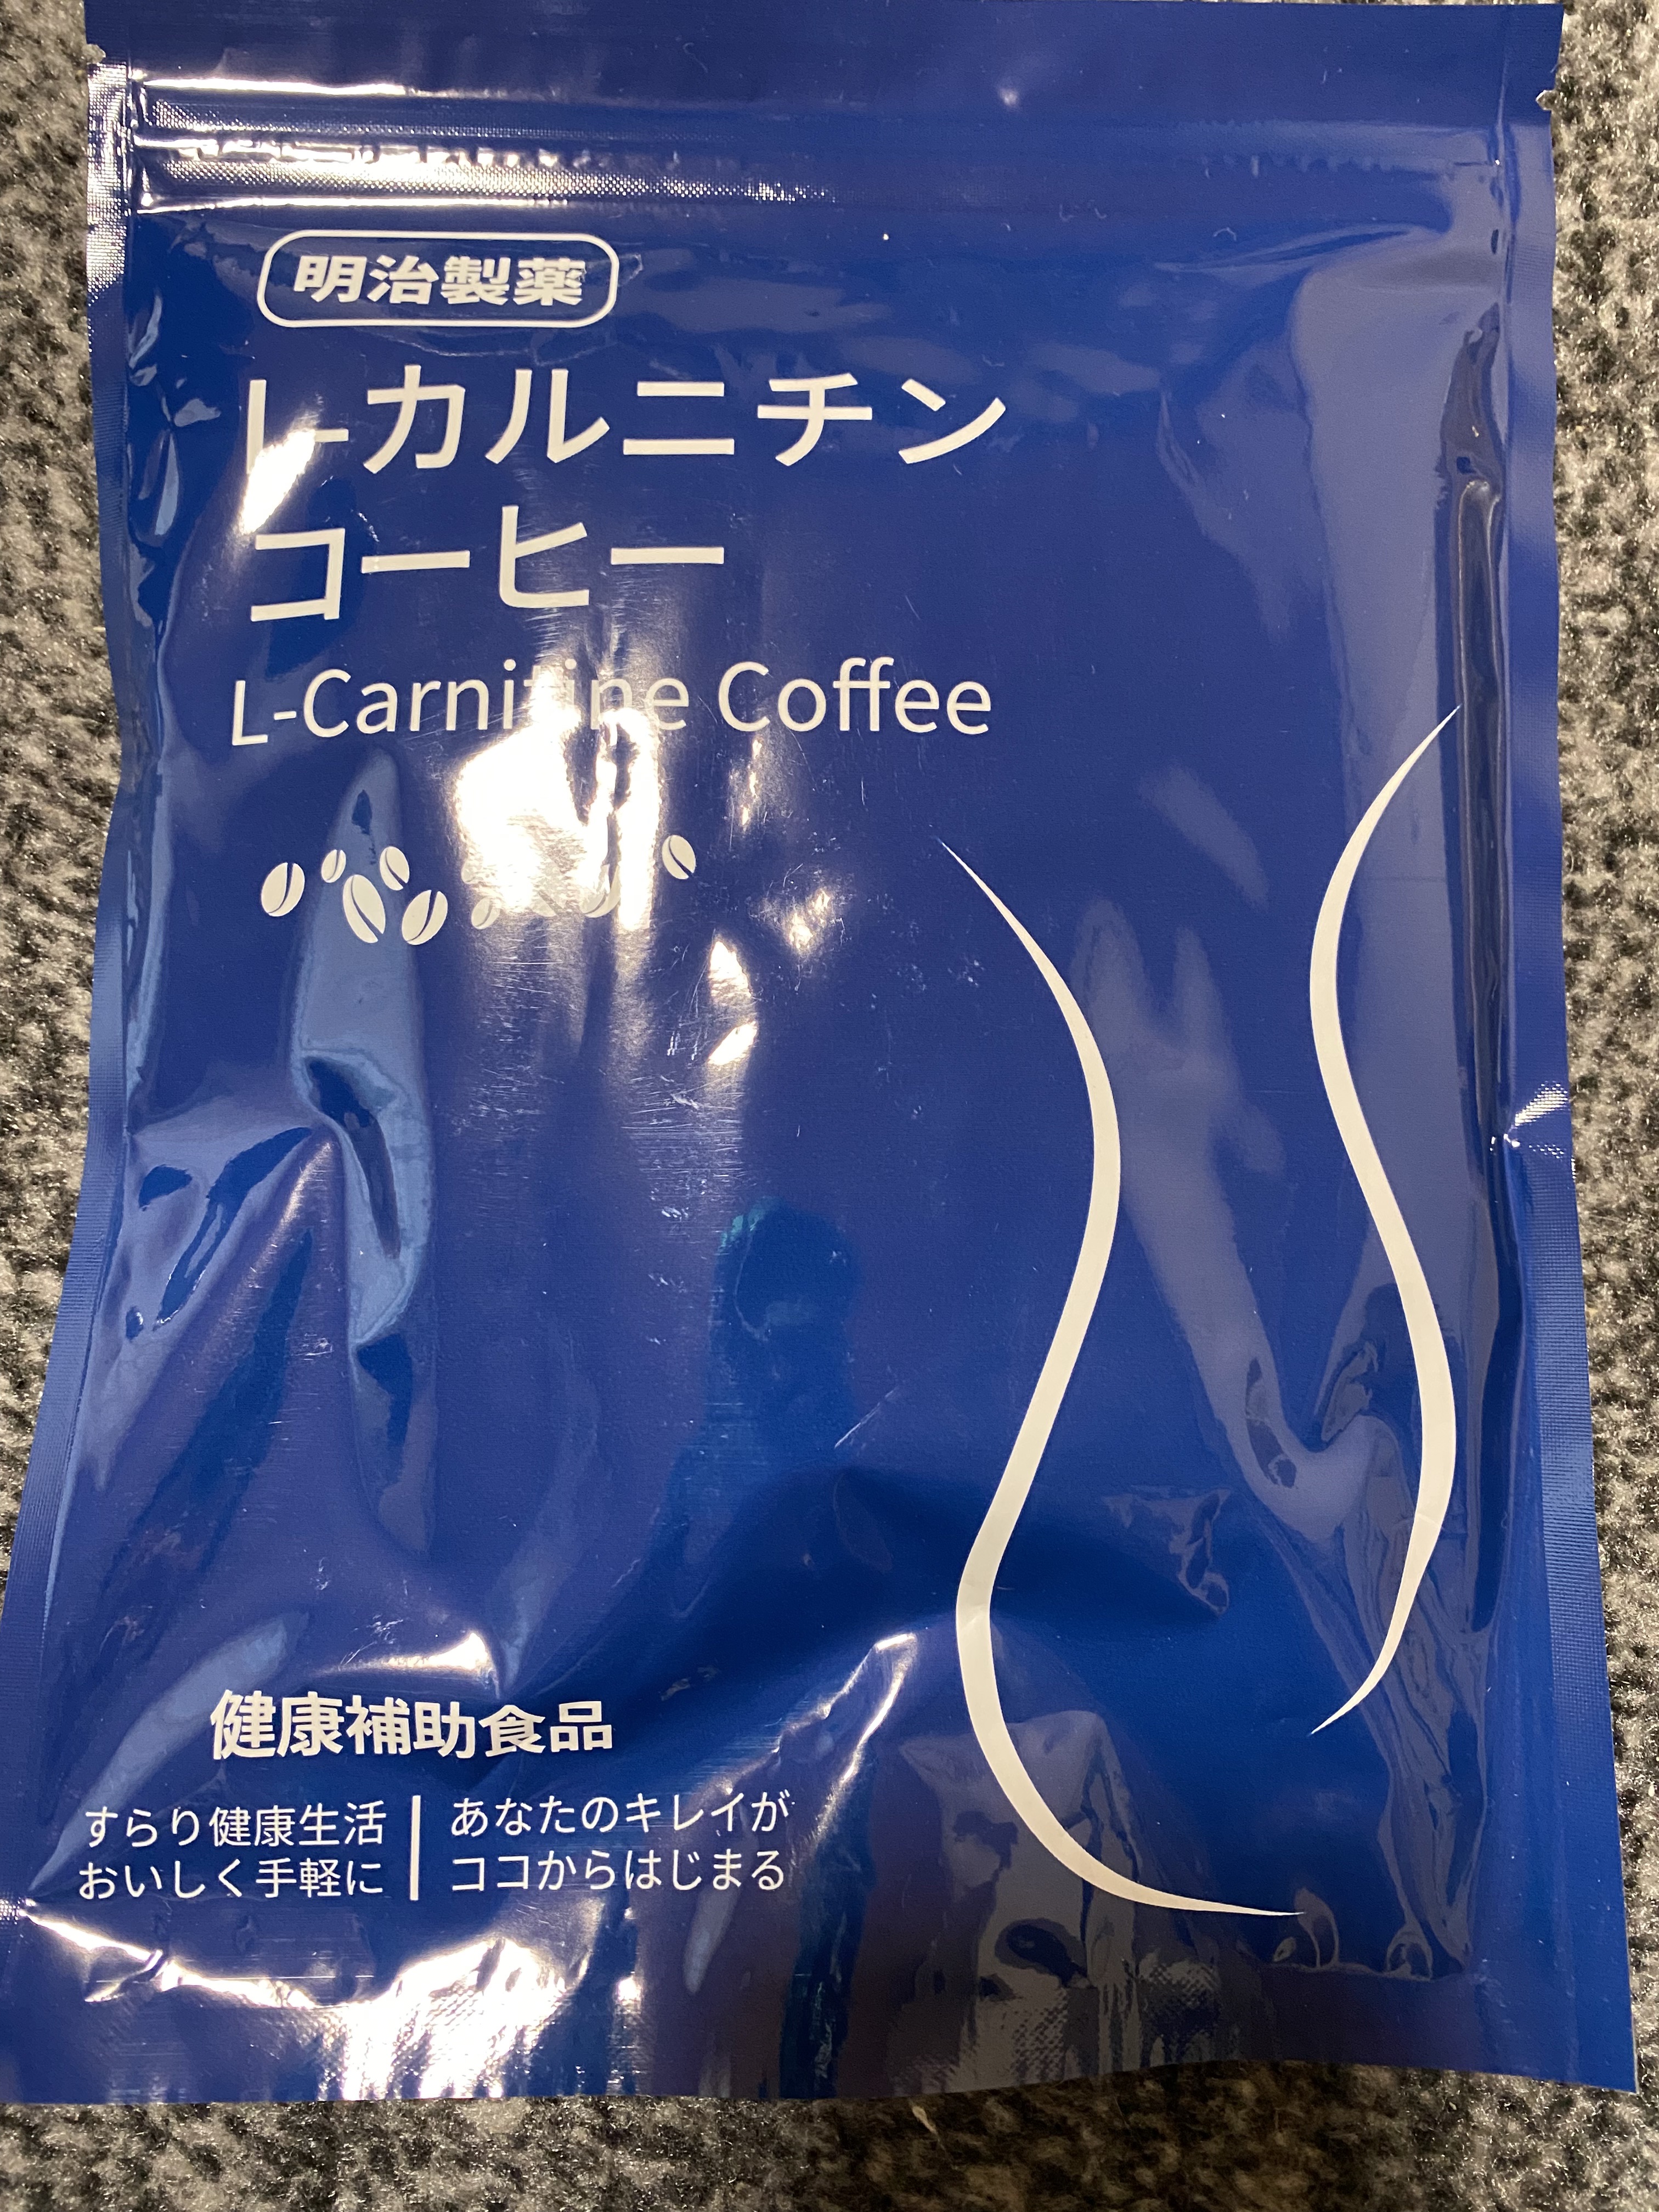 明治製薬
L-カルニチン
コーヒー
L-Carnitine Coffee
健康補助食品
すらり健康生活
おいしく手軽に
あなたのキレイが
ココからはじまる